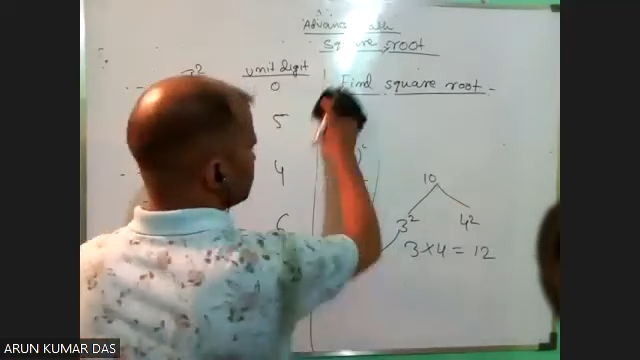 Advance Math
square root
unit digit
Find square root -
0
5
4
6
10
3² 4²
3 × 4 = 12
ARUN KUMAR DAS